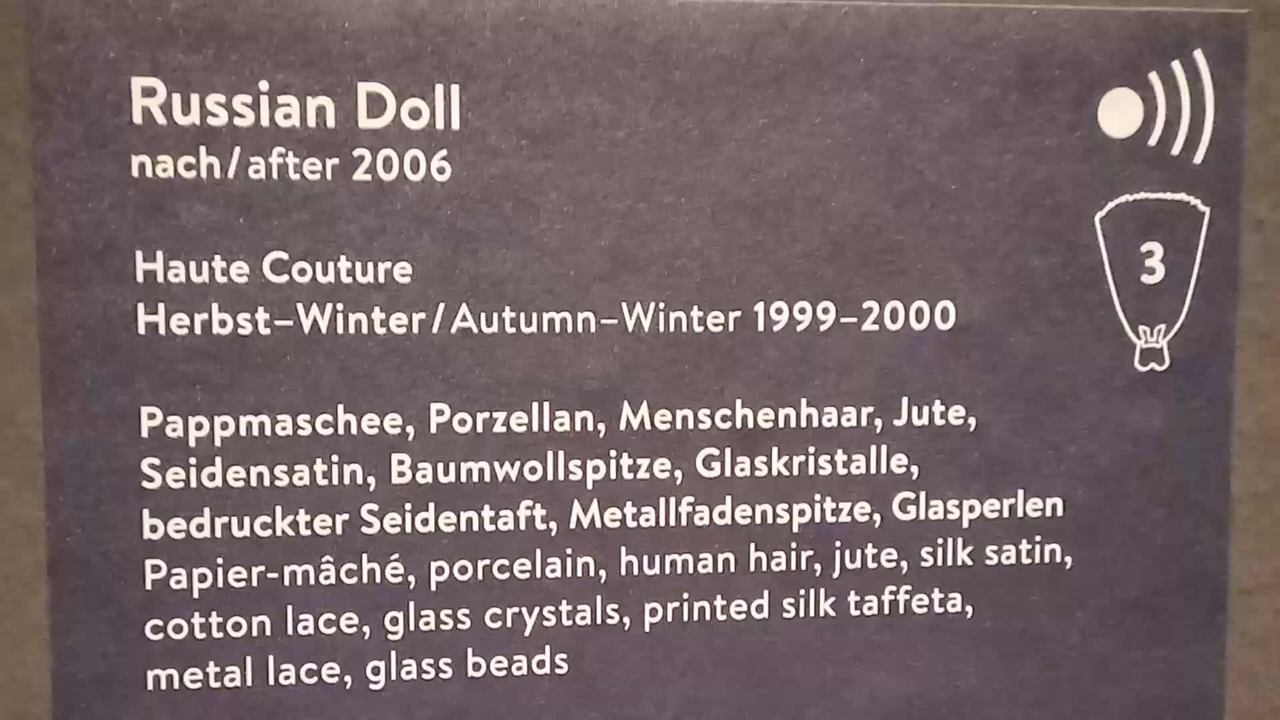 Russian Doll
nach/after 2006
Haute Couture
Herbst–Winter/Autumn–Winter 1999–2000
3
Pappmaschee, Porzellan, Menschenhaar, Jute,
Seidensatin, Baumwollspitze, Glaskristalle,
bedruckter Seidentaft, Metallfadenspitze, Glasperlen
Papier-mâché, porcelain, human hair, jute, silk satin,
cotton lace, glass crystals, printed silk taffeta,
metal lace, glass beads